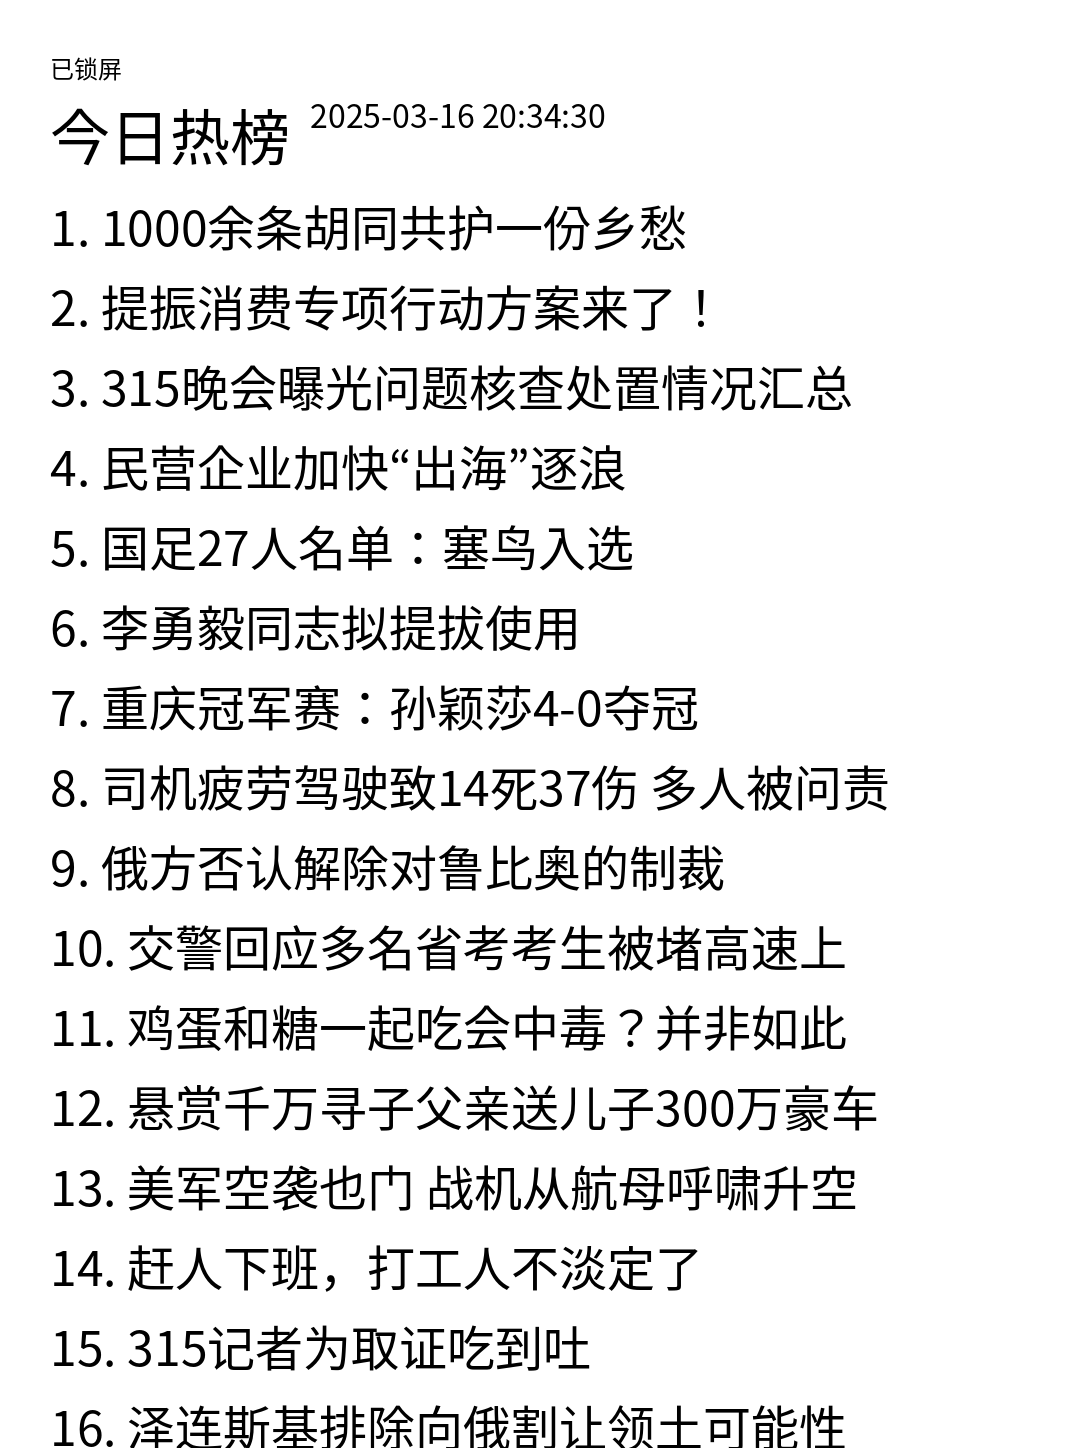 已锁屏
今日热榜 2025-03-16 20:34:30
1. 1000余条胡同共护一份乡愁
2. 提振消费专项行动方案来了！
3. 315晚会曝光问题核查处置情况汇总
4. 民营企业加快“出海”逐浪
5. 国足27人名单：塞鸟入选
6. 李勇毅同志拟提拔使用
7. 重庆冠军赛：孙颖莎4-0夺冠
8. 司机疲劳驾驶致14死37伤 多人被问责
9. 俄方否认解除对鲁比奥的制裁
10. 交警回应多名省考考生被堵高速上
11. 鸡蛋和糖一起吃会中毒？并非如此
12. 悬赏千万寻子父亲送儿子300万豪车
13. 美军空袭也门 战机从航母呼啸升空
14. 赶人下班，打工人不淡定了
15. 315记者为取证吃到吐
16. 泽连斯基排除向俄割让领土可能性